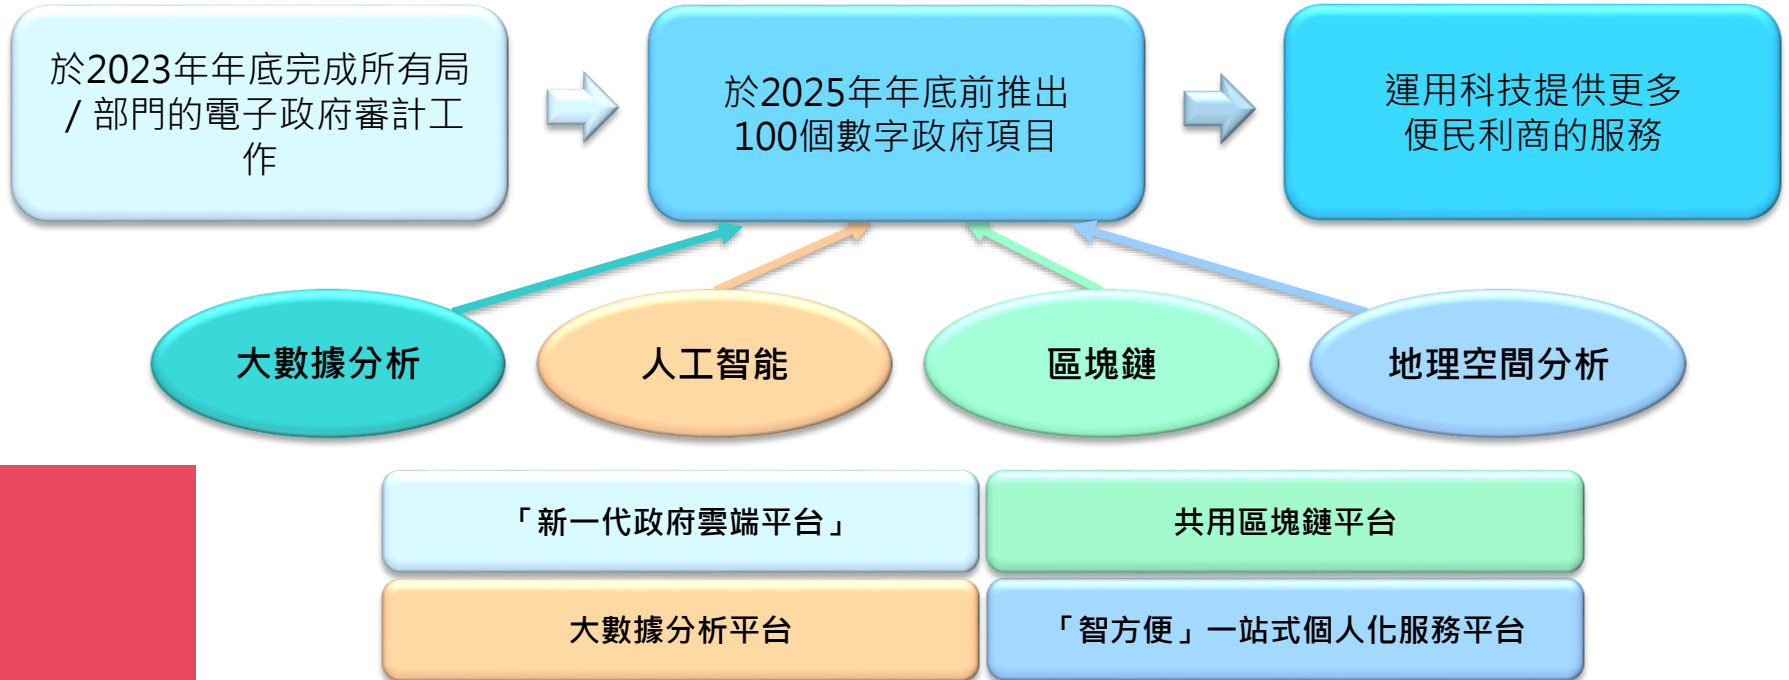 於2023年年底完成所有局
/ 部門的電子政府審計工
作
於2025年年底前推出
100個數字政府項目
運用科技提供更多
便民利商的服務
大數據分析
人工智能
區塊鏈
地理空間分析
「新一代政府雲端平台」
共用區塊鏈平台
大數據分析平台
「智方便」一站式個人化服務平台